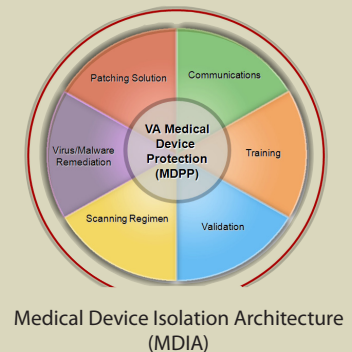 Patching Solution
Communications
Virus/Malware
Remediation
VA Medical
Device
Protection
(MDPP)
Training
Scanning Regimen
Validation
Medical Device Isolation Architecture
(MDIA)